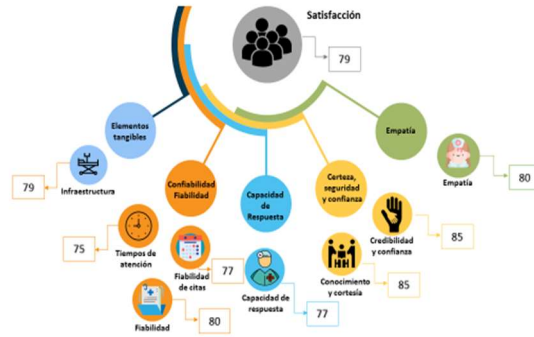 Satisfacción
79
Elementos
tangibles
Empatía
Confiabilidad
Fiabilidad
Capacidad
de
Respuesta
Certeza,
seguridad
y confianza
79
Infraestructura
Empatía
80
75
Tiempos de
atención
Fiabilidad
de citas
77
Capacidad de
respuesta
77
Credibilidad
y confianza
85
Conocimiento
y cortesía
85
Fiabilidad
80